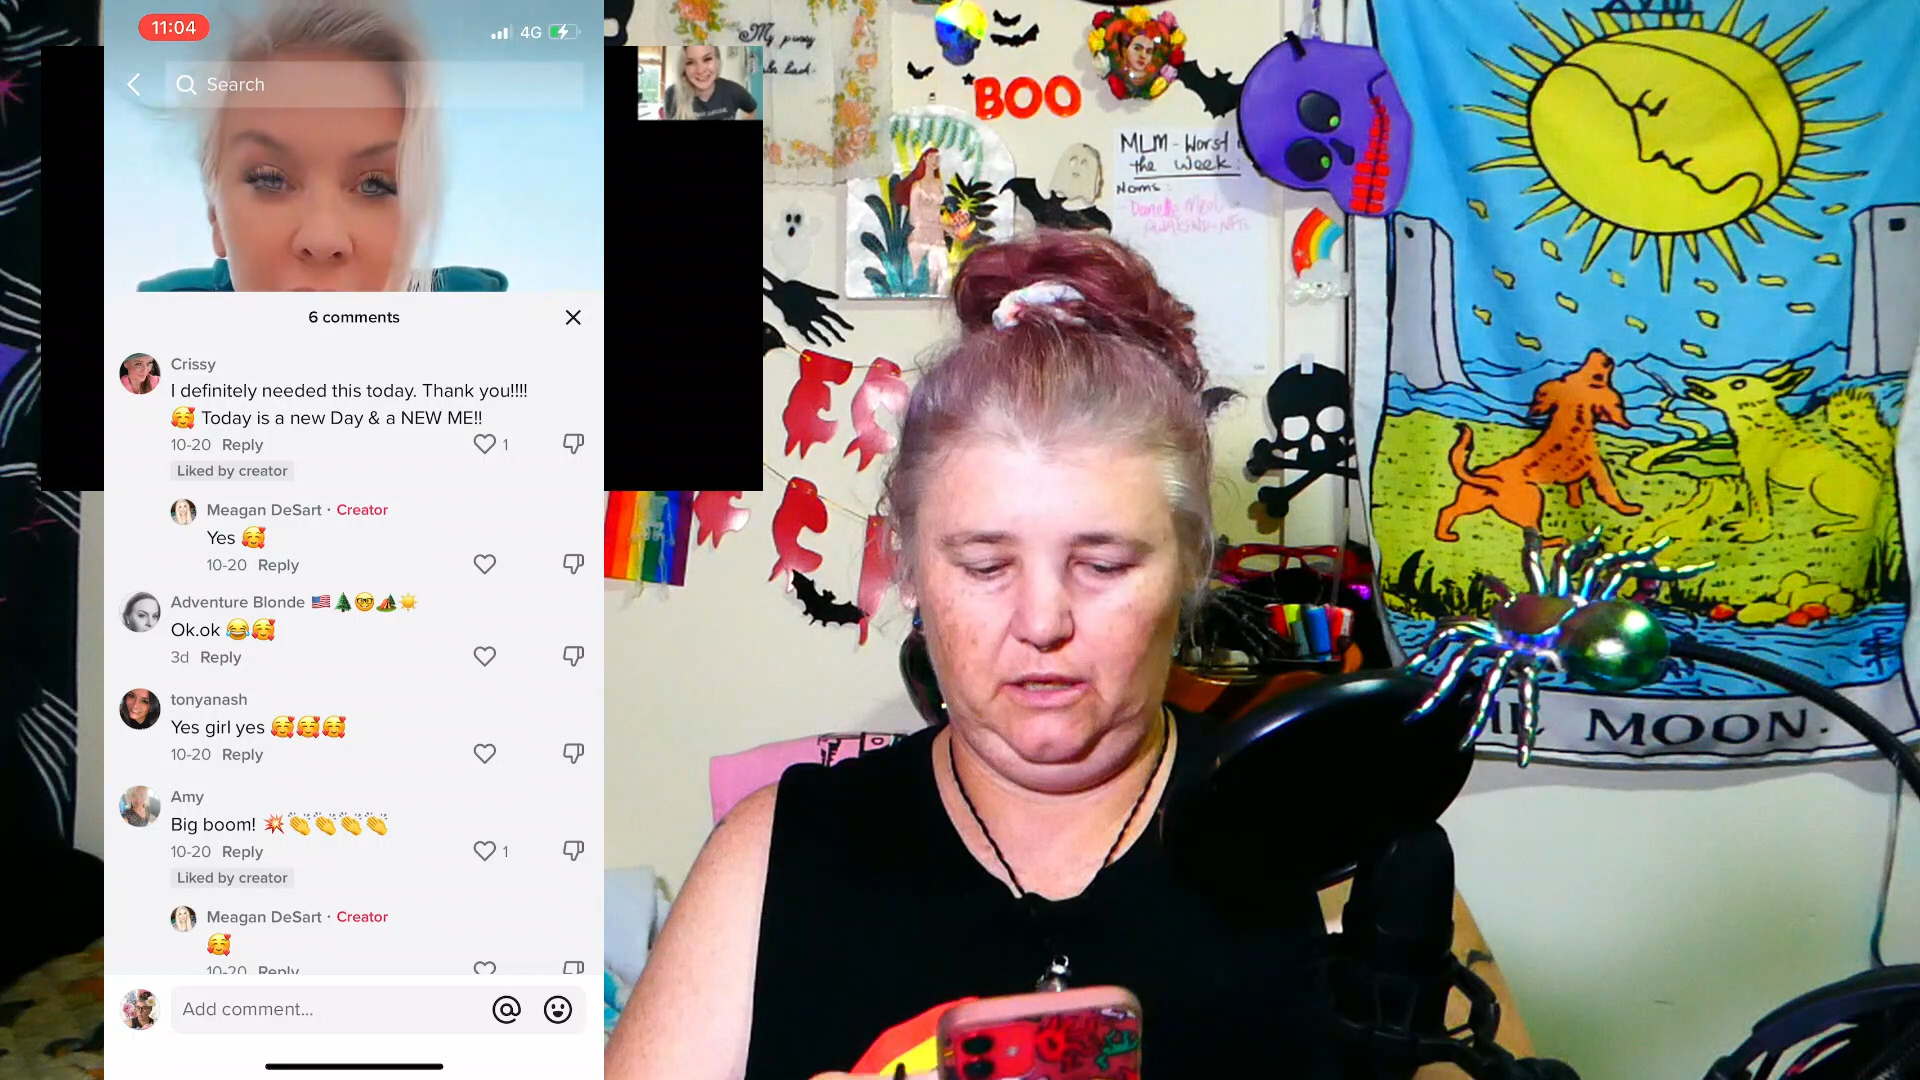 11:04
4G
Search
6 comments
Crissy
I definitely needed this today. Thank you!!!!
🥰 Today is a new Day & a NEW ME!!
10-20 Reply
1
Liked by creator
Meagan DeSart · Creator
Yes 🥰
10-20 Reply
Adventure Blonde 🇺🇸🌲🤓🏕️☀️
Ok.ok 😂🥰
3d Reply
tonyanash
Yes girl yes 🥰🥰🥰
10-20 Reply
Amy
Big boom! 💥👏👏👏👏
10-20 Reply
1
Liked by creator
Meagan DeSart · Creator
🥰
10-20 Reply
Add comment...
My pussy
BOO
MLM - Worst
the Week:
Noms:
XVIII
MOON.